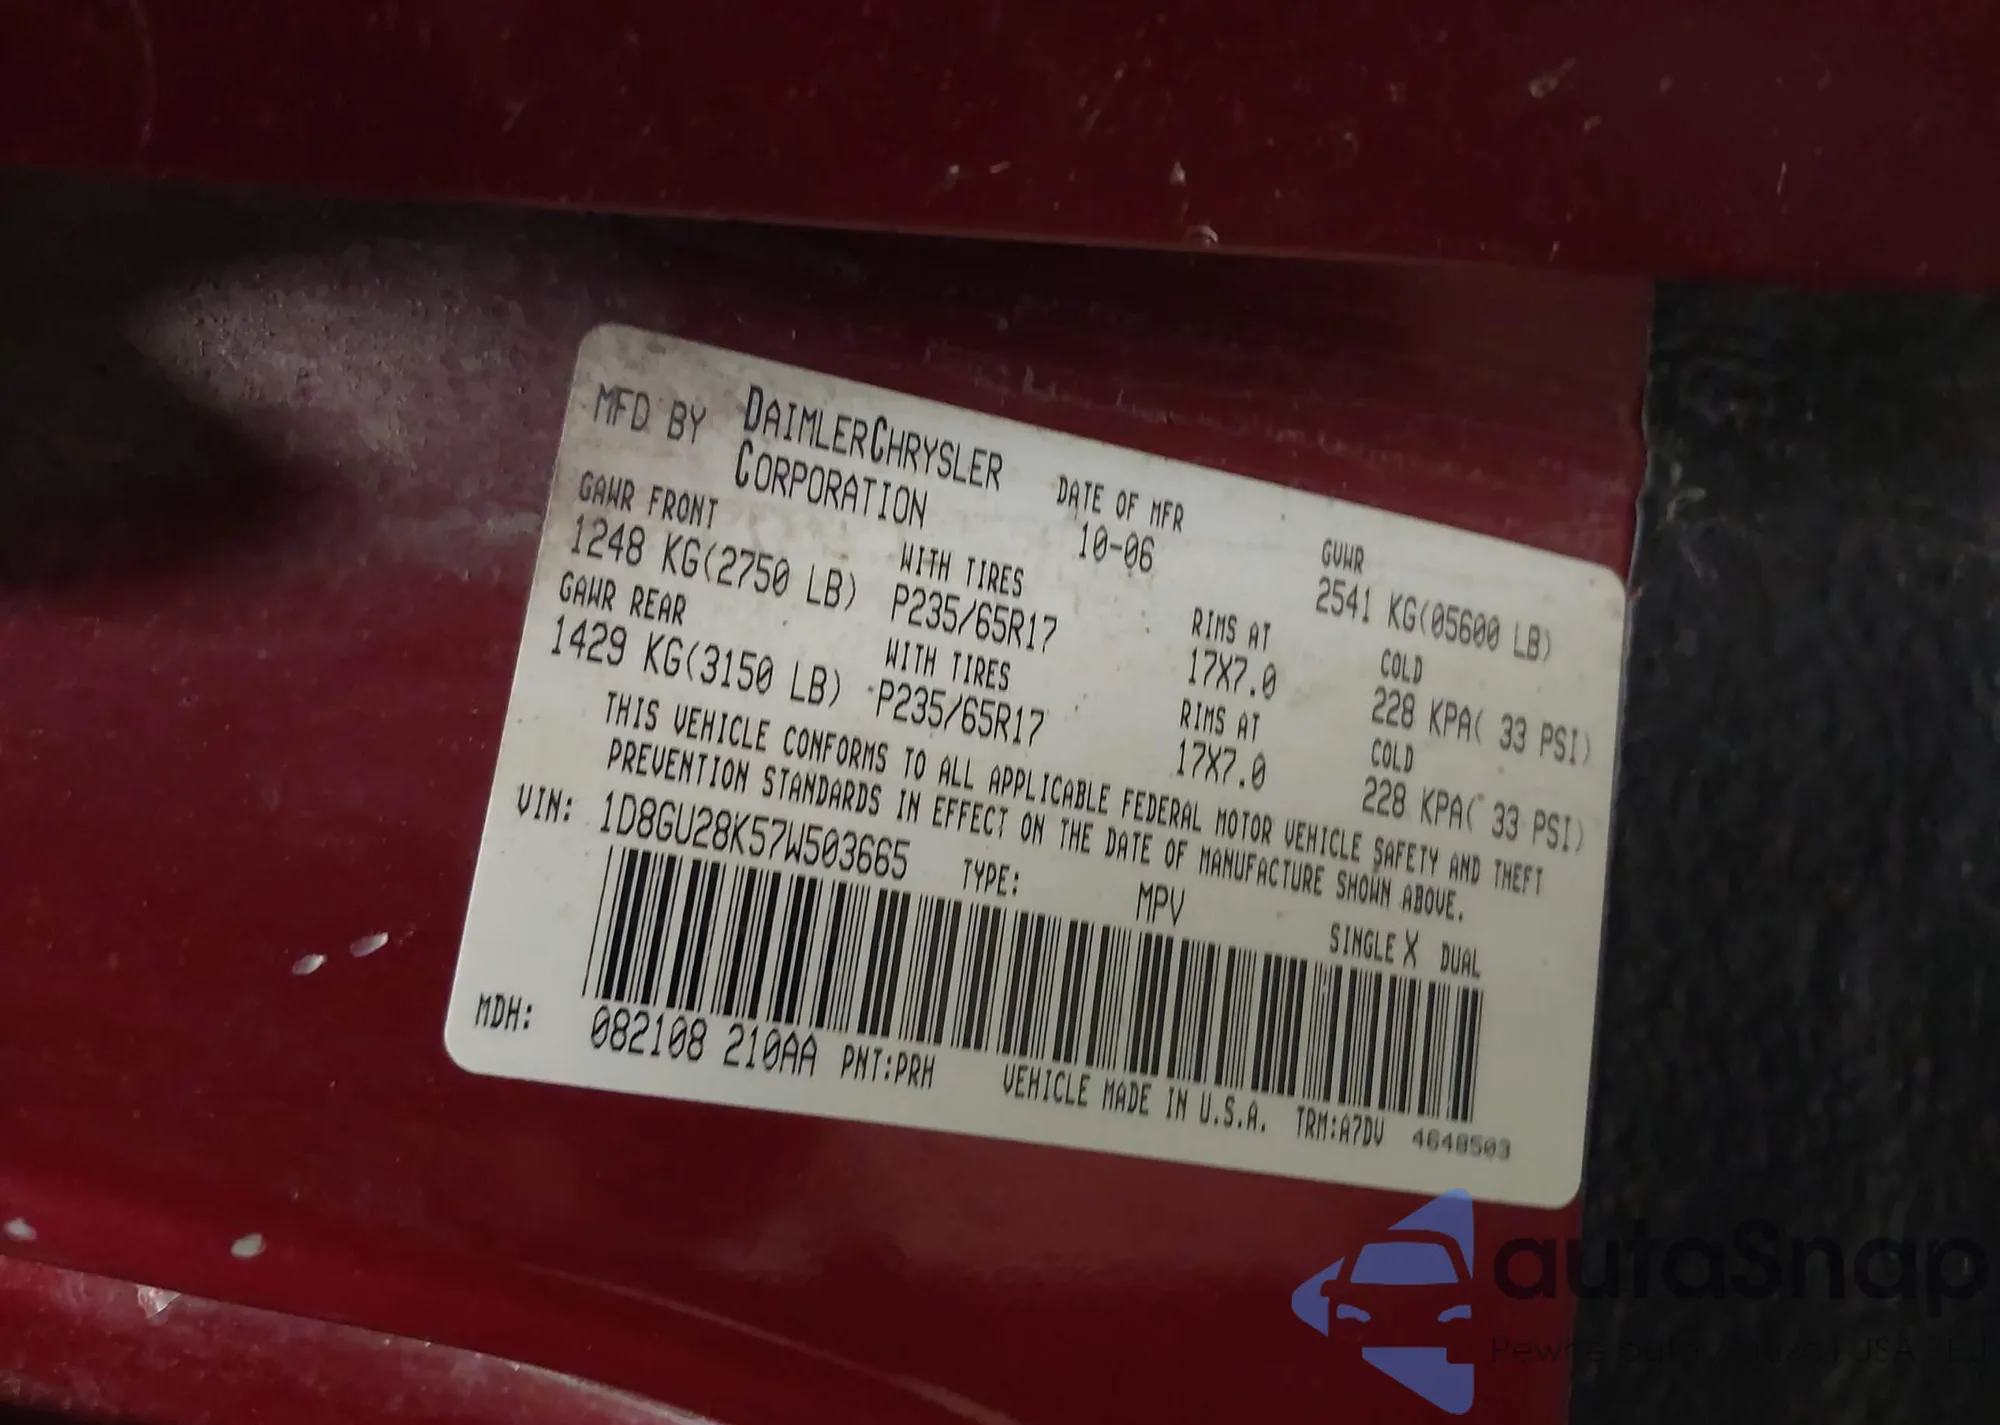 MFD BY DAIMLERCHRYSLER CORPORATION
DATE OF MFR 10-06
GVWR 2541 KG(05600 LB)
GAWR FRONT WITH TIRES RIMS AT COLD
1248 KG(2750 LB) P235/65R17 17X7.0 228 KPA( 33 PSI)
GAWR REAR WITH TIRES RIMS AT COLD
1429 KG(3150 LB) P235/65R17 17X7.0 228 KPA( 33 PSI)
THIS VEHICLE CONFORMS TO ALL APPLICABLE FEDERAL MOTOR VEHICLE SAFETY AND THEFT
PREVENTION STANDARDS IN EFFECT ON THE DATE OF MANUFACTURE SHOWN ABOVE.
VIN: 1D8GU28K57W503665 TYPE: MPV SINGLE X DUAL
MDH: 082108 210AA PNT:PRH VEHICLE MADE IN U.S.A. TRM:A7DV 4648503
autaSnap
auta USA